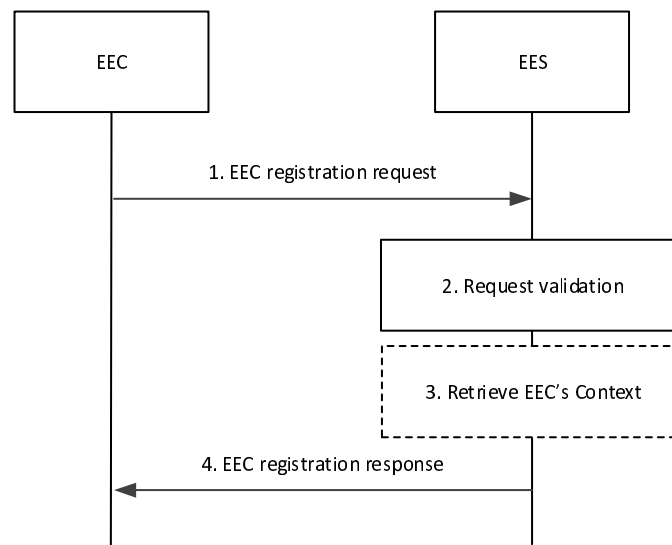 EEC
EES
1. EEC registration request
2. Request validation
3. Retrieve EEC’s Context
4. EEC registration response